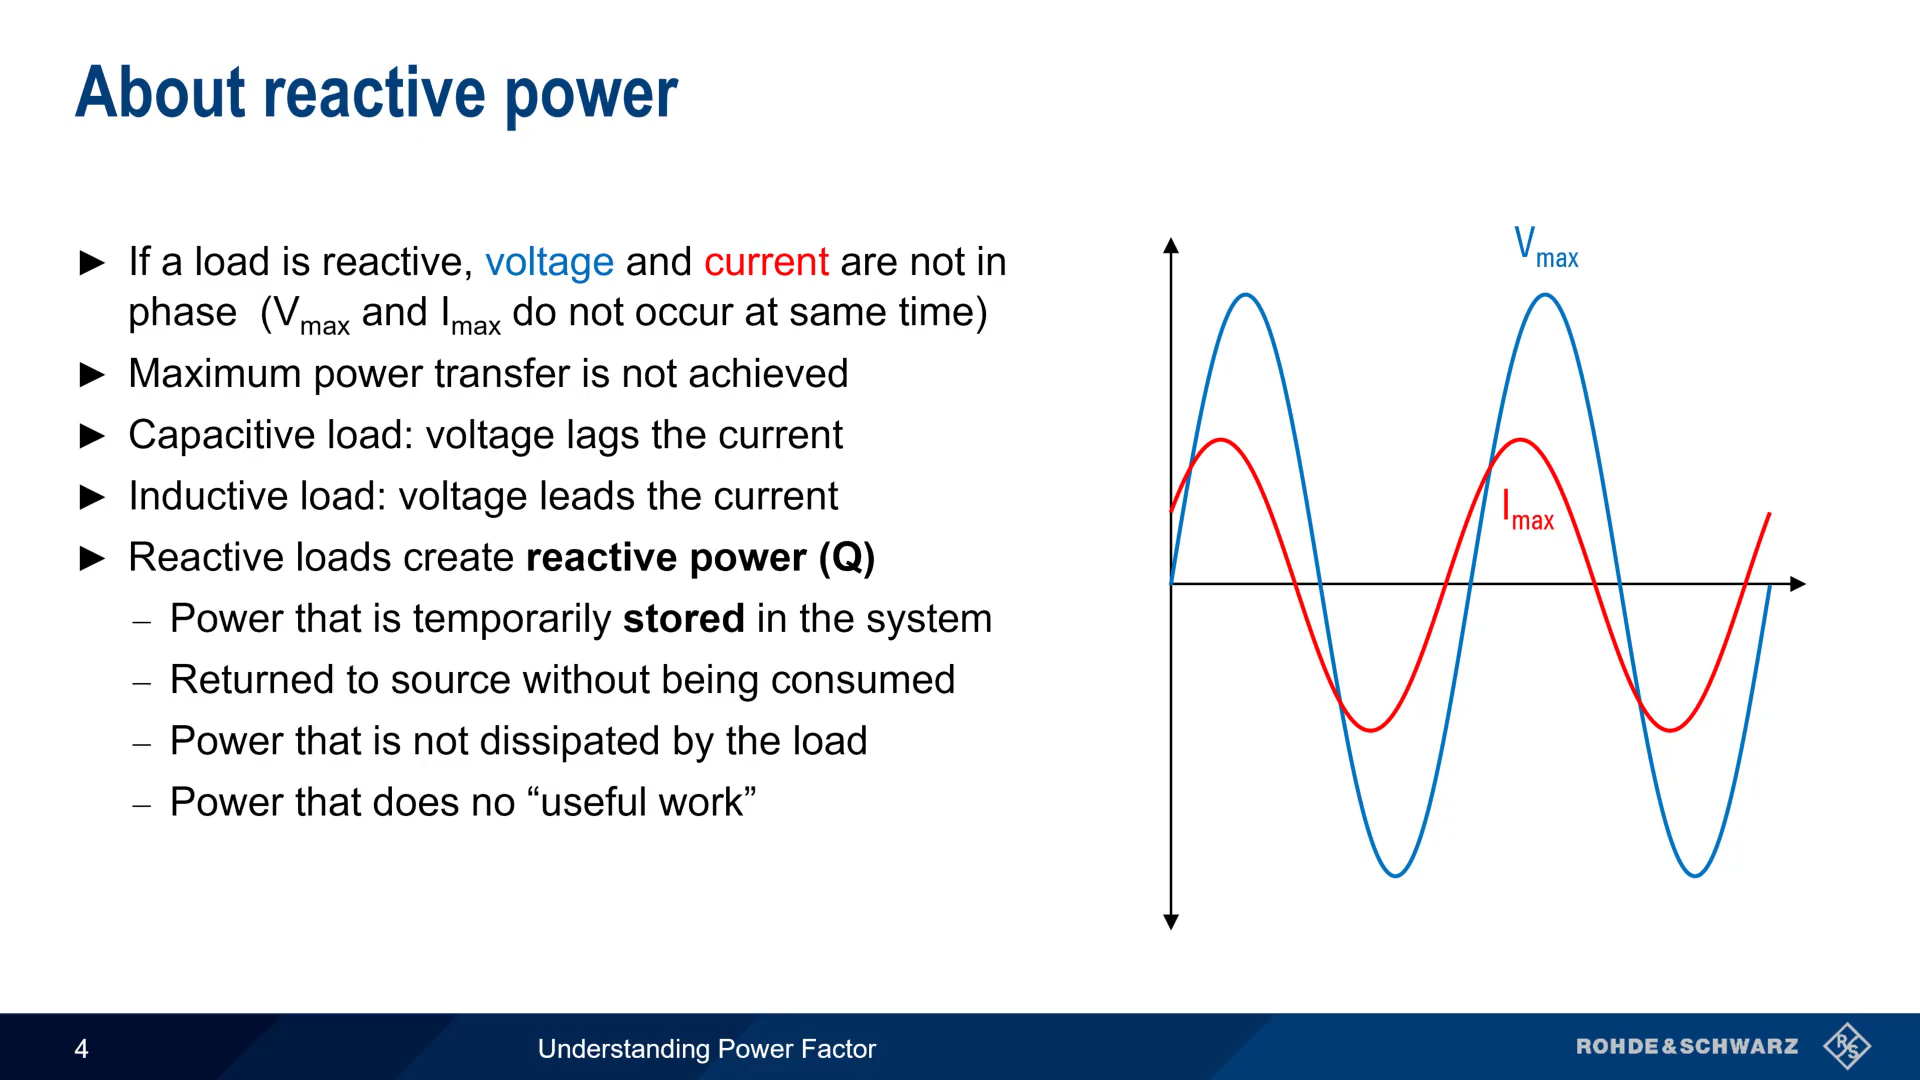 About reactive power
► If a load is reactive, voltage and current are not in
phase (Vmax and Imax do not occur at same time)
► Maximum power transfer is not achieved
► Capacitive load: voltage lags the current
► Inductive load: voltage leads the current
► Reactive loads create reactive power (Q)
– Power that is temporarily stored in the system
– Returned to source without being consumed
– Power that is not dissipated by the load
– Power that does no “useful work”
Vmax
Imax
4
Understanding Power Factor
ROHDE&SCHWARZ
R&S